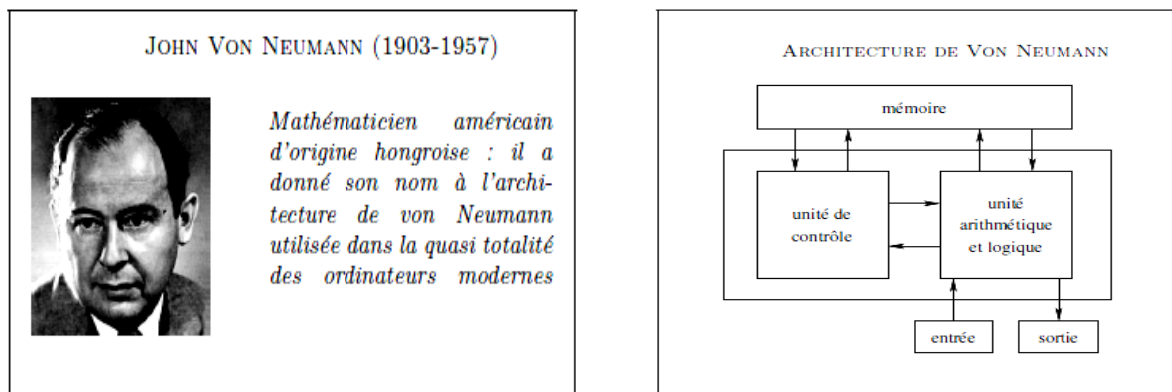 JOHN VON NEUMANN (1903-1957)
Mathématicien américain
d'origine hongroise : il a
donné son nom à l'archi-
tecture de von Neumann
utilisée dans la quasi totalité
des ordinateurs modernes
ARCHITECTURE DE VON NEUMANN
mémoire
unité de
contrôle
unité
arithmétique
et logique
entrée
sortie